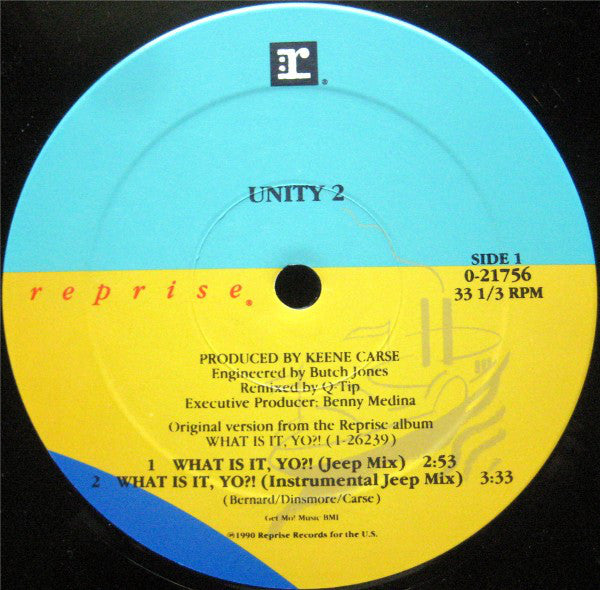 r®
UNITY 2
SIDE 1
0-21756
33 1/3 RPM
reprise®
PRODUCED BY KEENE CARSE
Engineered by Butch Jones
Remixed by Q-Tip
Executive Producer: Benny Medina
Original version from the Reprise album
WHAT IS IT, YO?! (1-26239)
1 WHAT IS IT, YO?! (Jeep Mix) 2:53
2 WHAT IS IT, YO?! (Instrumental Jeep Mix) 3:33
(Bernard/Dinsmore/Carse)
Get Mo! Music BMI
℗1990 Reprise Records for the U.S.